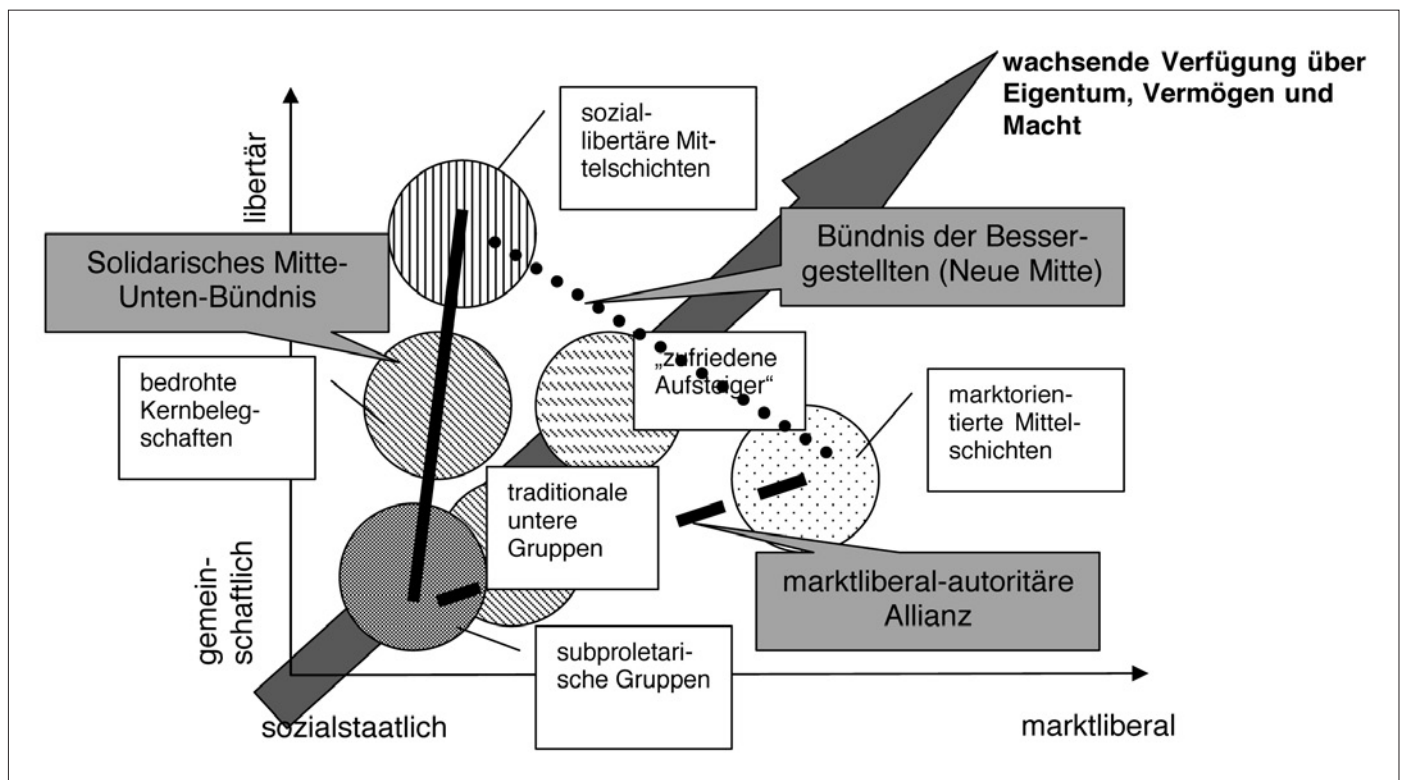 wachsende Verfügung über
Eigentum, Vermögen und
Macht
libertär
sozial-
libertäre Mit-
telschichten
Solidarisches Mitte-
Unten-Bündnis
Bündnis der Besser-
gestellten (Neue Mitte)
bedrohte
Kernbeleg-
schaften
„zufriedene
Aufsteiger“
marktorien-
tierte Mittel-
schichten
traditionale
untere
Gruppen
gemein-
schaftlich
marktliberal-autoritäre
Allianz
subproletari-
sche Gruppen
sozialstaatlich
marktliberal